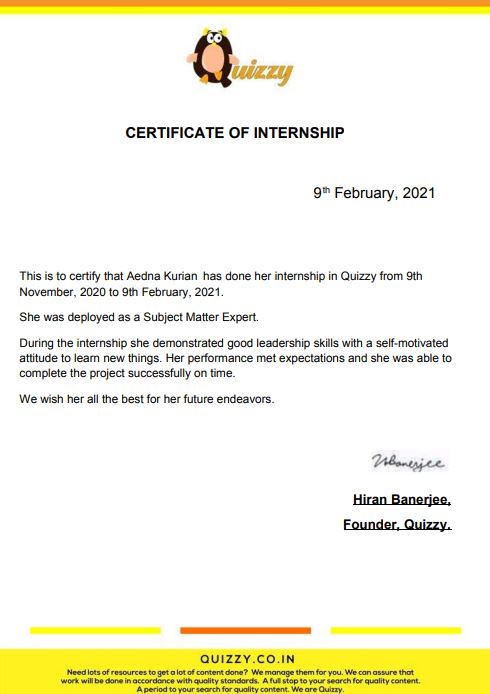 Quizzy
CERTIFICATE OF INTERNSHIP
9th February, 2021
This is to certify that Aedna Kurian has done her internship in Quizzy from 9th
November, 2020 to 9th February, 2021.
She was deployed as a Subject Matter Expert.
During the internship she demonstrated good leadership skills with a self-motivated
attitude to learn new things. Her performance met expectations and she was able to
complete the project successfully on time.
We wish her all the best for her future endeavors.
HBanerjee
Hiran Banerjee,
Founder, Quizzy.
QUIZZY.CO.IN
Need lots of resources to get a lot of content done? We manage them for you. We can assure that
work will be done in accordance with quality standards. A full stop to your search for quality content.
A period to your search for quality content. We are Quizzy.